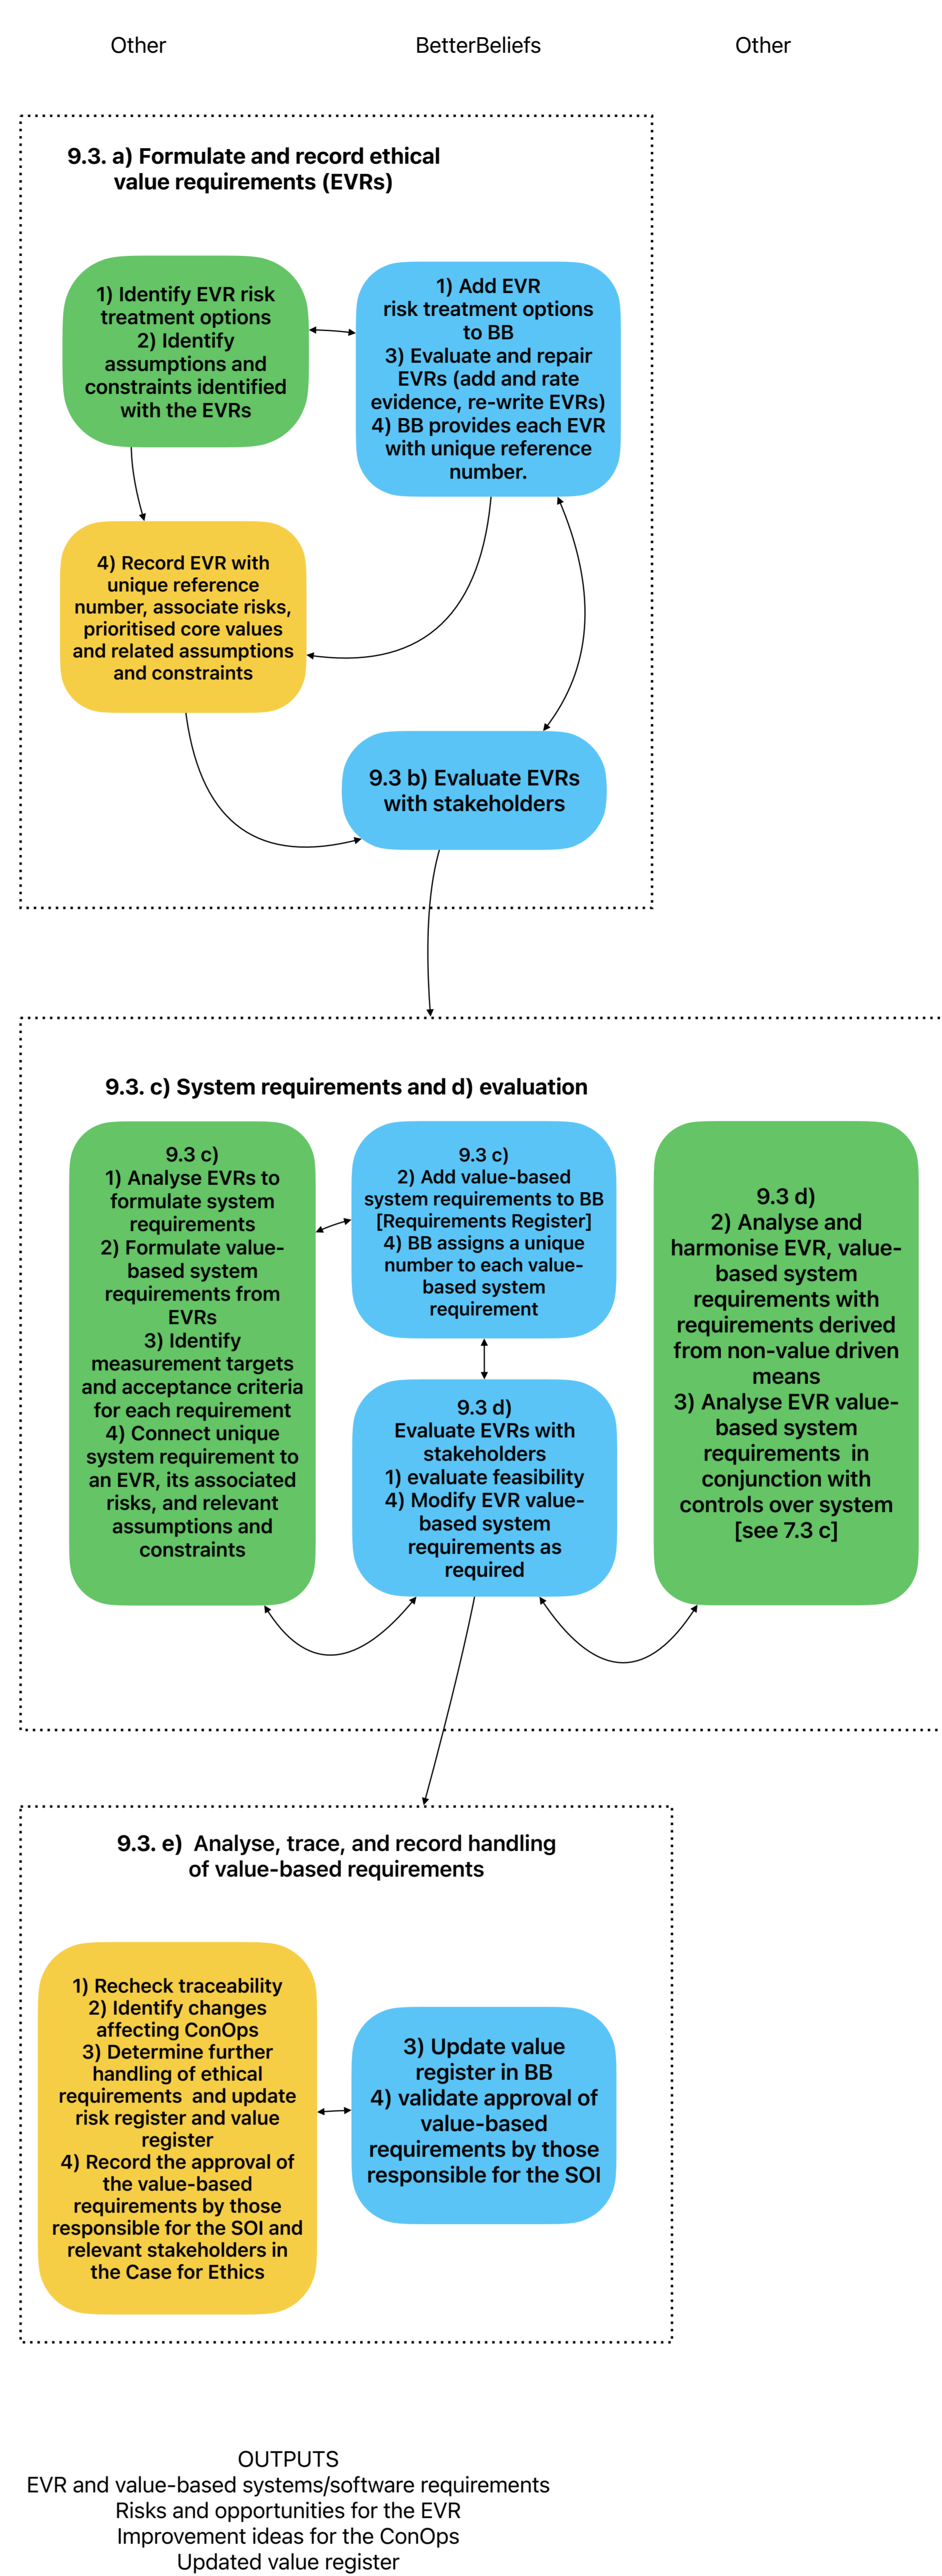 Other
BetterBeliefs
Other
9.3. a) Formulate and record ethical
value requirements (EVRs)
1) Identify EVR risk
treatment options
2) Identify
assumptions and
constraints identified
with the EVRs
1) Add EVR
risk treatment options
to BB
3) Evaluate and repair
EVRs (add and rate
evidence, re-write EVRs)
4) BB provides each EVR
with unique reference
number.
4) Record EVR with
unique reference
number, associate risks,
prioritised core values
and related assumptions
and constraints
9.3 b) Evaluate EVRs
with stakeholders
9.3. c) System requirements and d) evaluation
9.3 c)
1) Analyse EVRs to
formulate system
requirements
2) Formulate value-
based system
requirements from
EVRs
3) Identify
measurement targets
and acceptance criteria
for each requirement
4) Connect unique
system requirement to
an EVR, its associated
risks, and relevant
assumptions and
constraints
9.3 c)
2) Add value-based
system requirements to BB
[Requirements Register]
4) BB assigns a unique
number to each value-
based system
requirement
9.3 d)
Evaluate EVRs with
stakeholders
1) evaluate feasibility
4) Modify EVR value-
based system
requirements as
required
9.3 d)
2) Analyse and
harmonise EVR, value-
based system
requirements with
requirements derived
from non-value driven
means
3) Analyse EVR value-
based system
requirements in
conjunction with
controls over system
[see 7.3 c]
9.3. e) Analyse, trace, and record handling
of value-based requirements
1) Recheck traceability
2) Identify changes
affecting ConOps
3) Determine further
handling of ethical
requirements and update
risk register and value
register
4) Record the approval of
the value-based
requirements by those
responsible for the SOI and
relevant stakeholders in
the Case for Ethics
3) Update value
register in BB
4) validate approval of
value-based
requirements by those
responsible for the SOI
OUTPUTS
EVR and value-based systems/software requirements
Risks and opportunities for the EVR
Improvement ideas for the ConOps
Updated value register